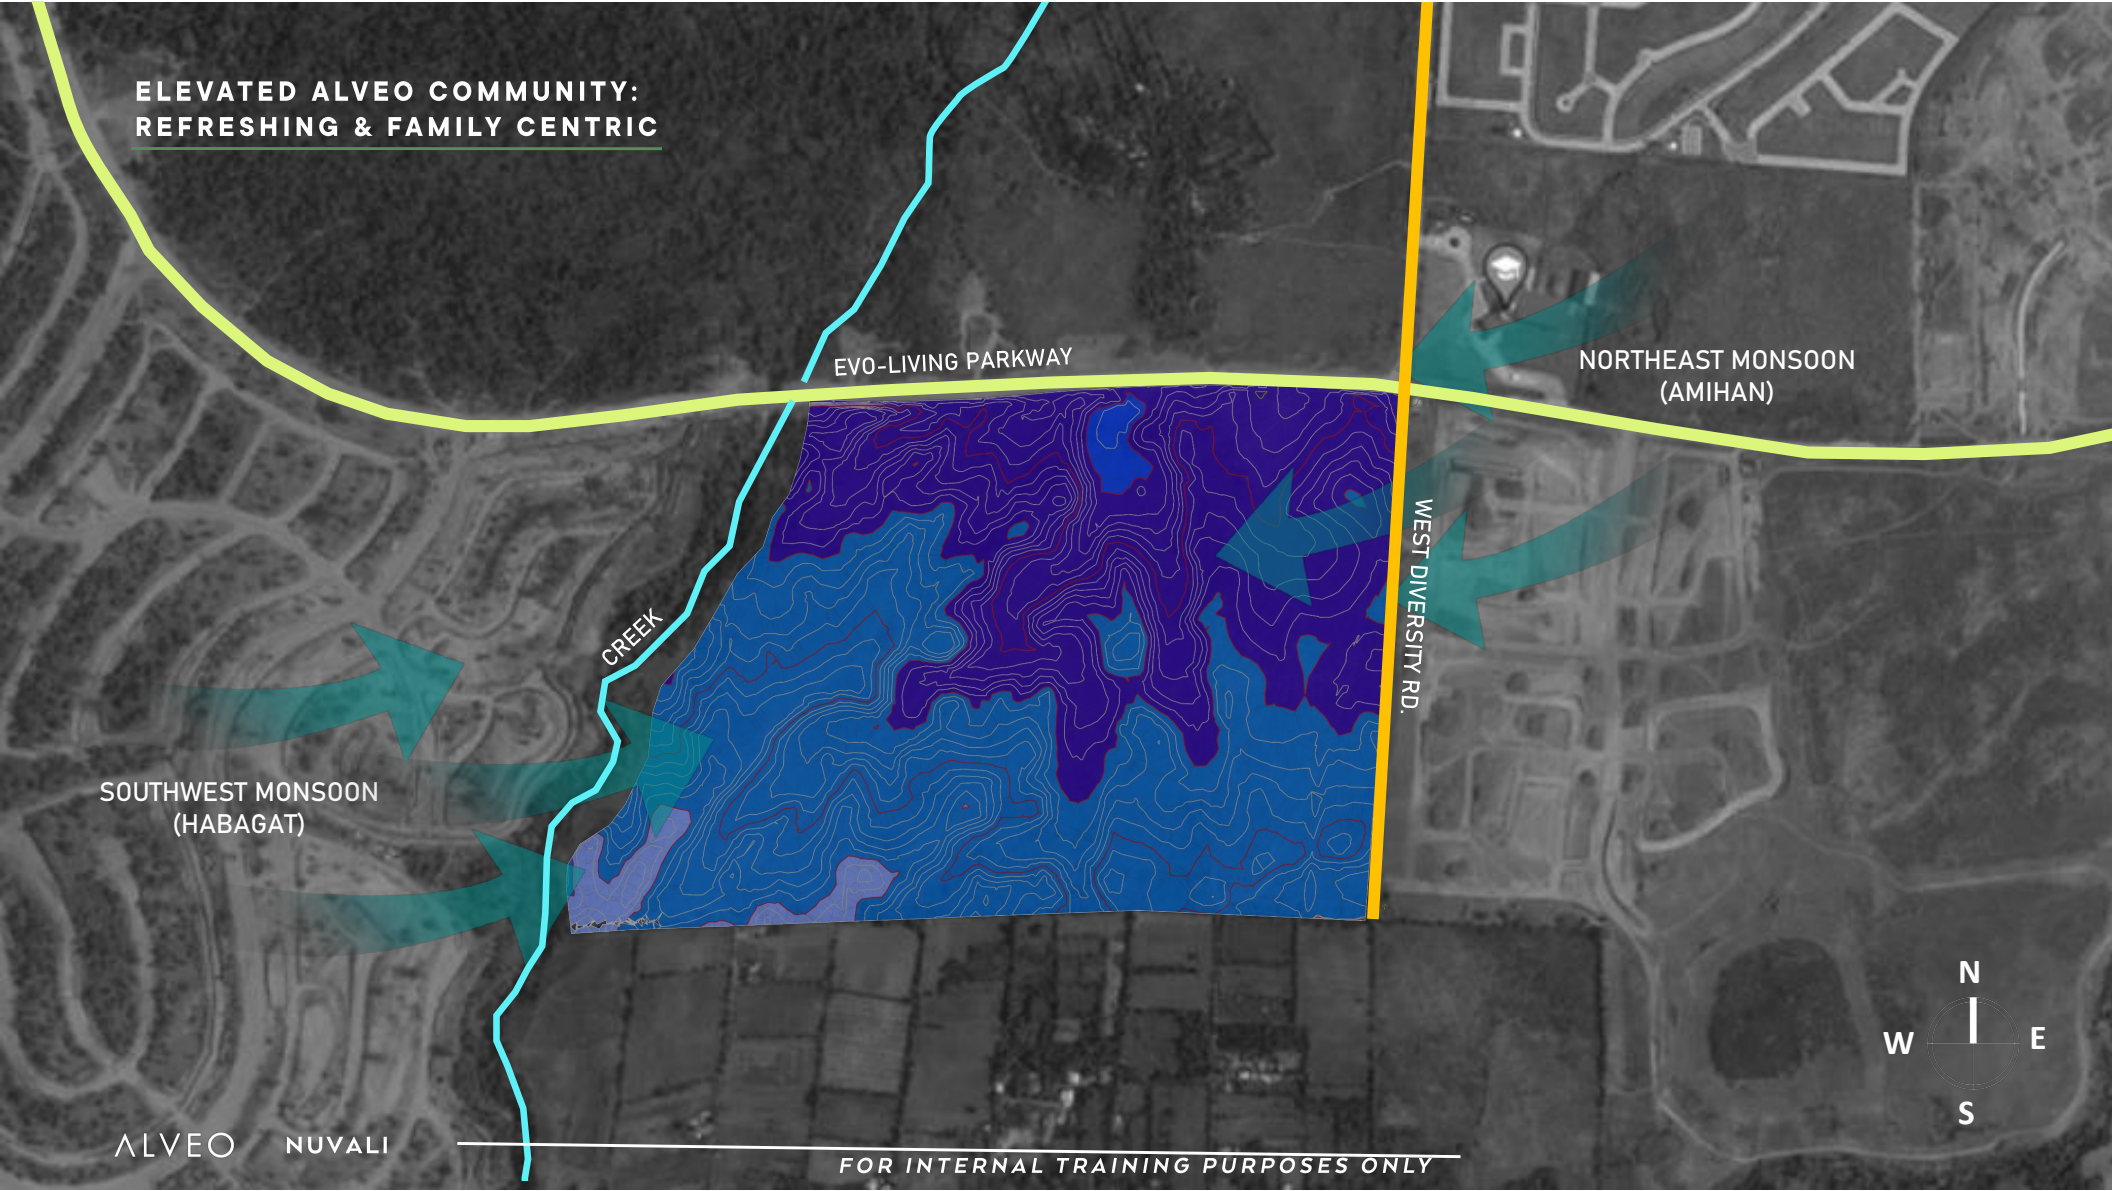 ELEVATED ALVEO COMMUNITY:
REFRESHING & FAMILY CENTRIC
EVO-LIVING PARKWAY
NORTHEAST MONSOON
(AMIHAN)
WEST DIVERSITY RD.
CREEK
SOUTHWEST MONSOON
(HABAGAT)
N
W
E
S
ALVEO
NUVALI
FOR INTERNAL TRAINING PURPOSES ONLY